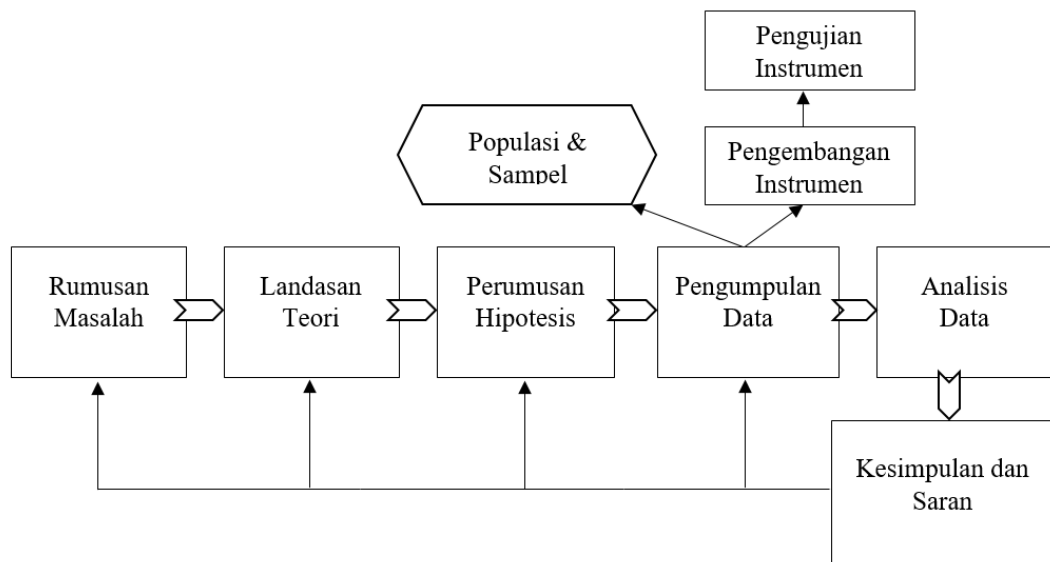 Pengujian
Instrumen
Populasi &
Sampel
Pengembangan
Instrumen
Rumusan
Masalah
Landasan
Teori
Perumusan
Hipotesis
Pengumpulan
Data
Analisis
Data
Kesimpulan dan
Saran